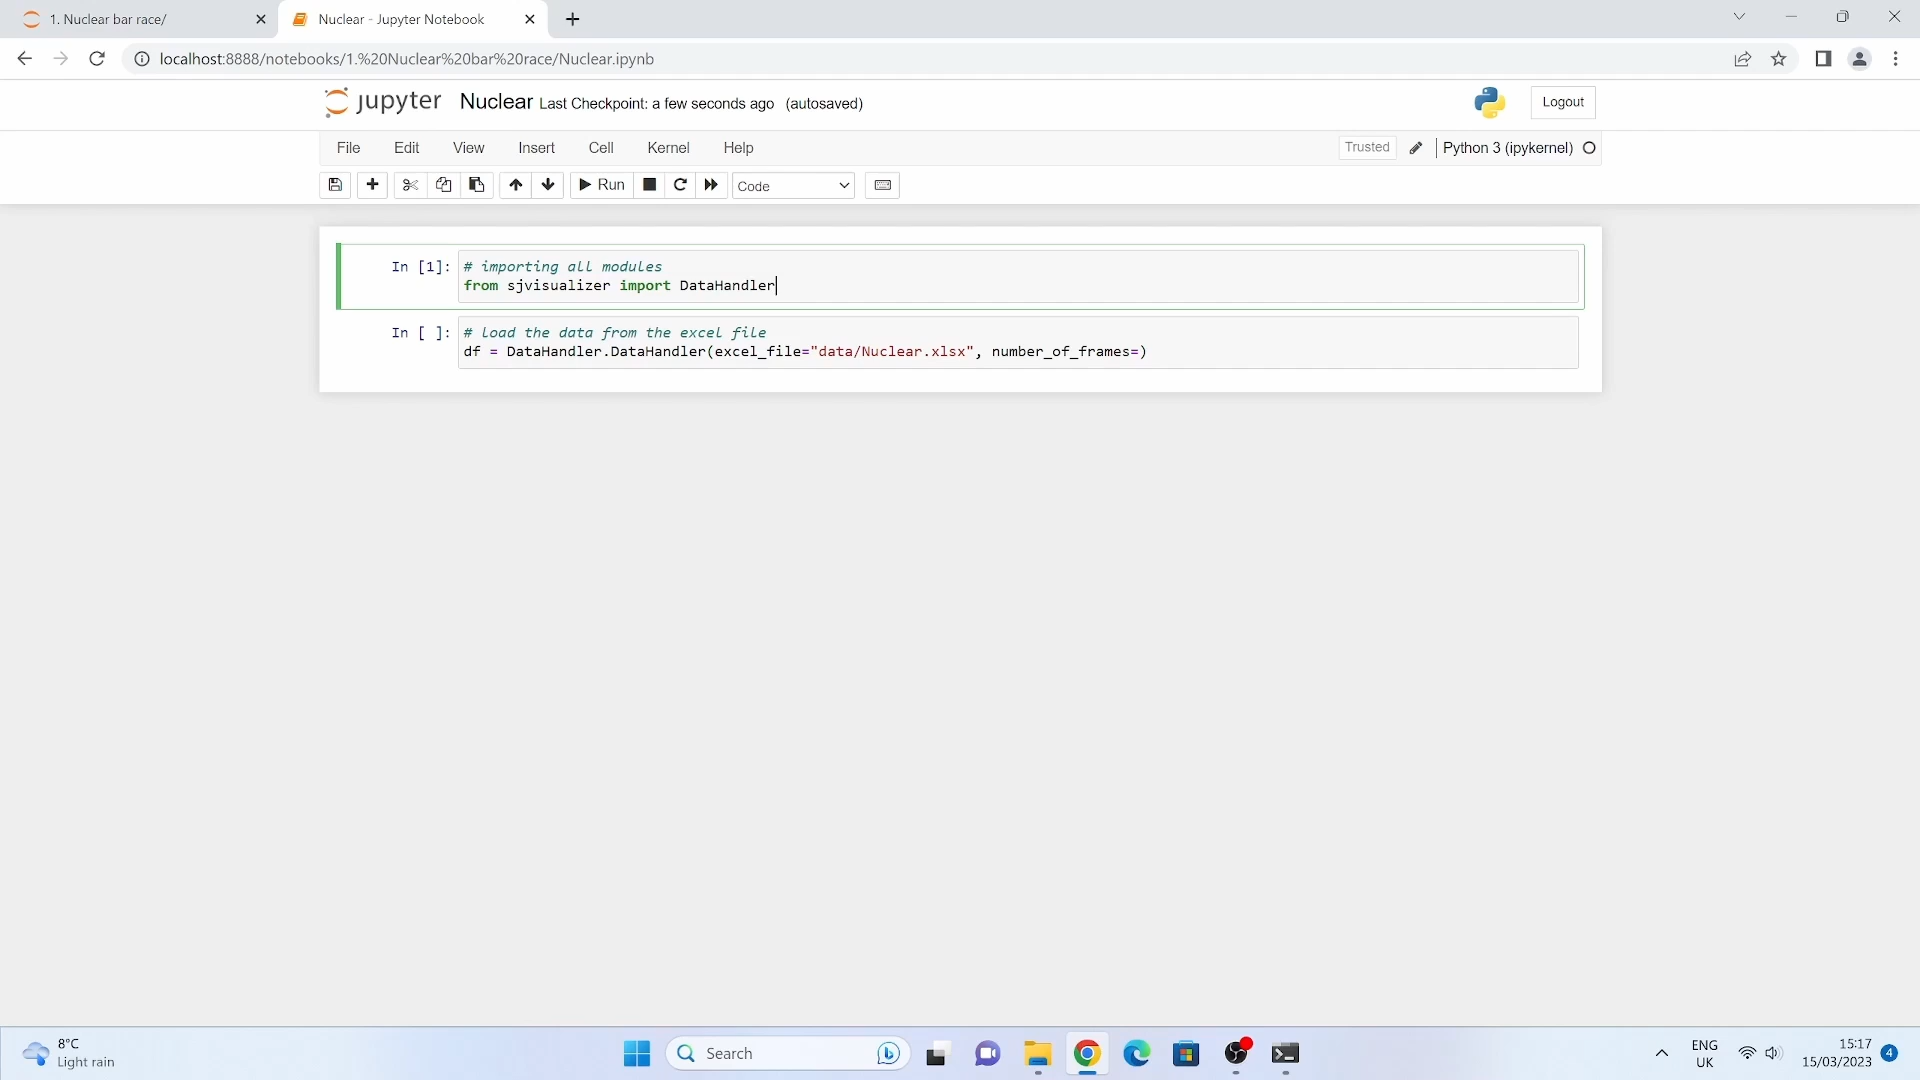 1. Nuclear bar race/
Nuclear - Jupyter Notebook
localhost:8888/notebooks/1.%20Nuclear%20bar%20race/Nuclear.ipynb
jupyter Nuclear Last Checkpoint: a few seconds ago (autosaved)
Logout
File Edit View Insert Cell Kernel Help
Trusted
Python 3 (ipykernel)
Run
Code
In [1]: # importing all modules
from sjvisualizer import DataHandler
In [ ]: # load the data from the excel file
df = DataHandler.DataHandler(excel_file="data/Nuclear.xlsx", number_of_frames=)
8°C
Light rain
Search
ENG
UK
15:17
15/03/2023
4